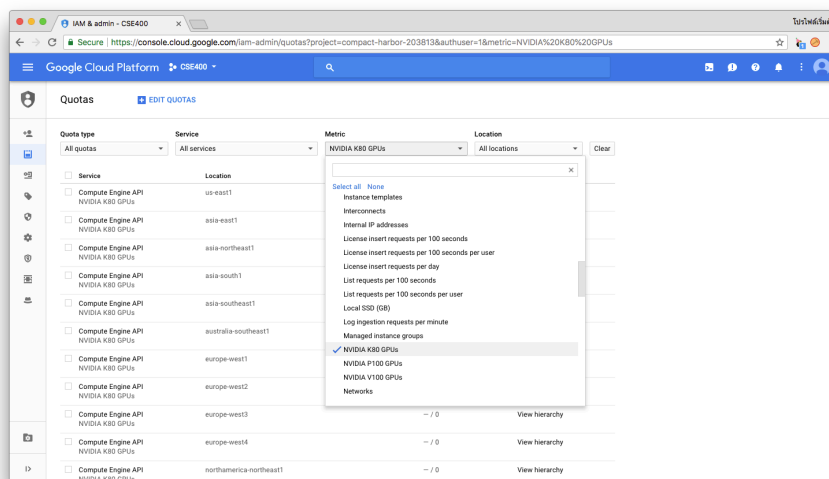 IAM & admin - CSE400
โปรไฟล์เริ่มต้
Secure | https://console.cloud.google.com/iam-admin/quotas?project=compact-harbor-203813&authuser=1&metric=NVIDIA%20K80%20GPUs
Google Cloud Platform CSE400
Quotas EDIT QUOTAS
Quota type Service Metric Location
All quotas All services NVIDIA K80 GPUs All locations Clear
Service Location
Compute Engine API us-east1
NVIDIA K80 GPUs
Compute Engine API asia-east1
NVIDIA K80 GPUs
Compute Engine API asia-northeast1
NVIDIA K80 GPUs
Compute Engine API asia-south1
NVIDIA K80 GPUs
Compute Engine API asia-southeast1
NVIDIA K80 GPUs
Compute Engine API australia-southeast1
NVIDIA K80 GPUs
Compute Engine API europe-west1
NVIDIA K80 GPUs
Compute Engine API europe-west2
NVIDIA K80 GPUs
Compute Engine API europe-west3 — / 0 View hierarchy
NVIDIA K80 GPUs
Compute Engine API europe-west4 — / 0 View hierarchy
NVIDIA K80 GPUs
Compute Engine API northamerica-northeast1 — / 0 View hierarchy
NVIDIA K80 GPUs
Select all None
Instance templates
Interconnects
Internal IP addresses
License insert requests per 100 seconds
License insert requests per 100 seconds per user
License insert requests per day
List requests per 100 seconds
List requests per 100 seconds per user
Local SSD (GB)
Log ingestion requests per minute
Managed instance groups
NVIDIA K80 GPUs
NVIDIA P100 GPUs
NVIDIA V100 GPUs
Networks